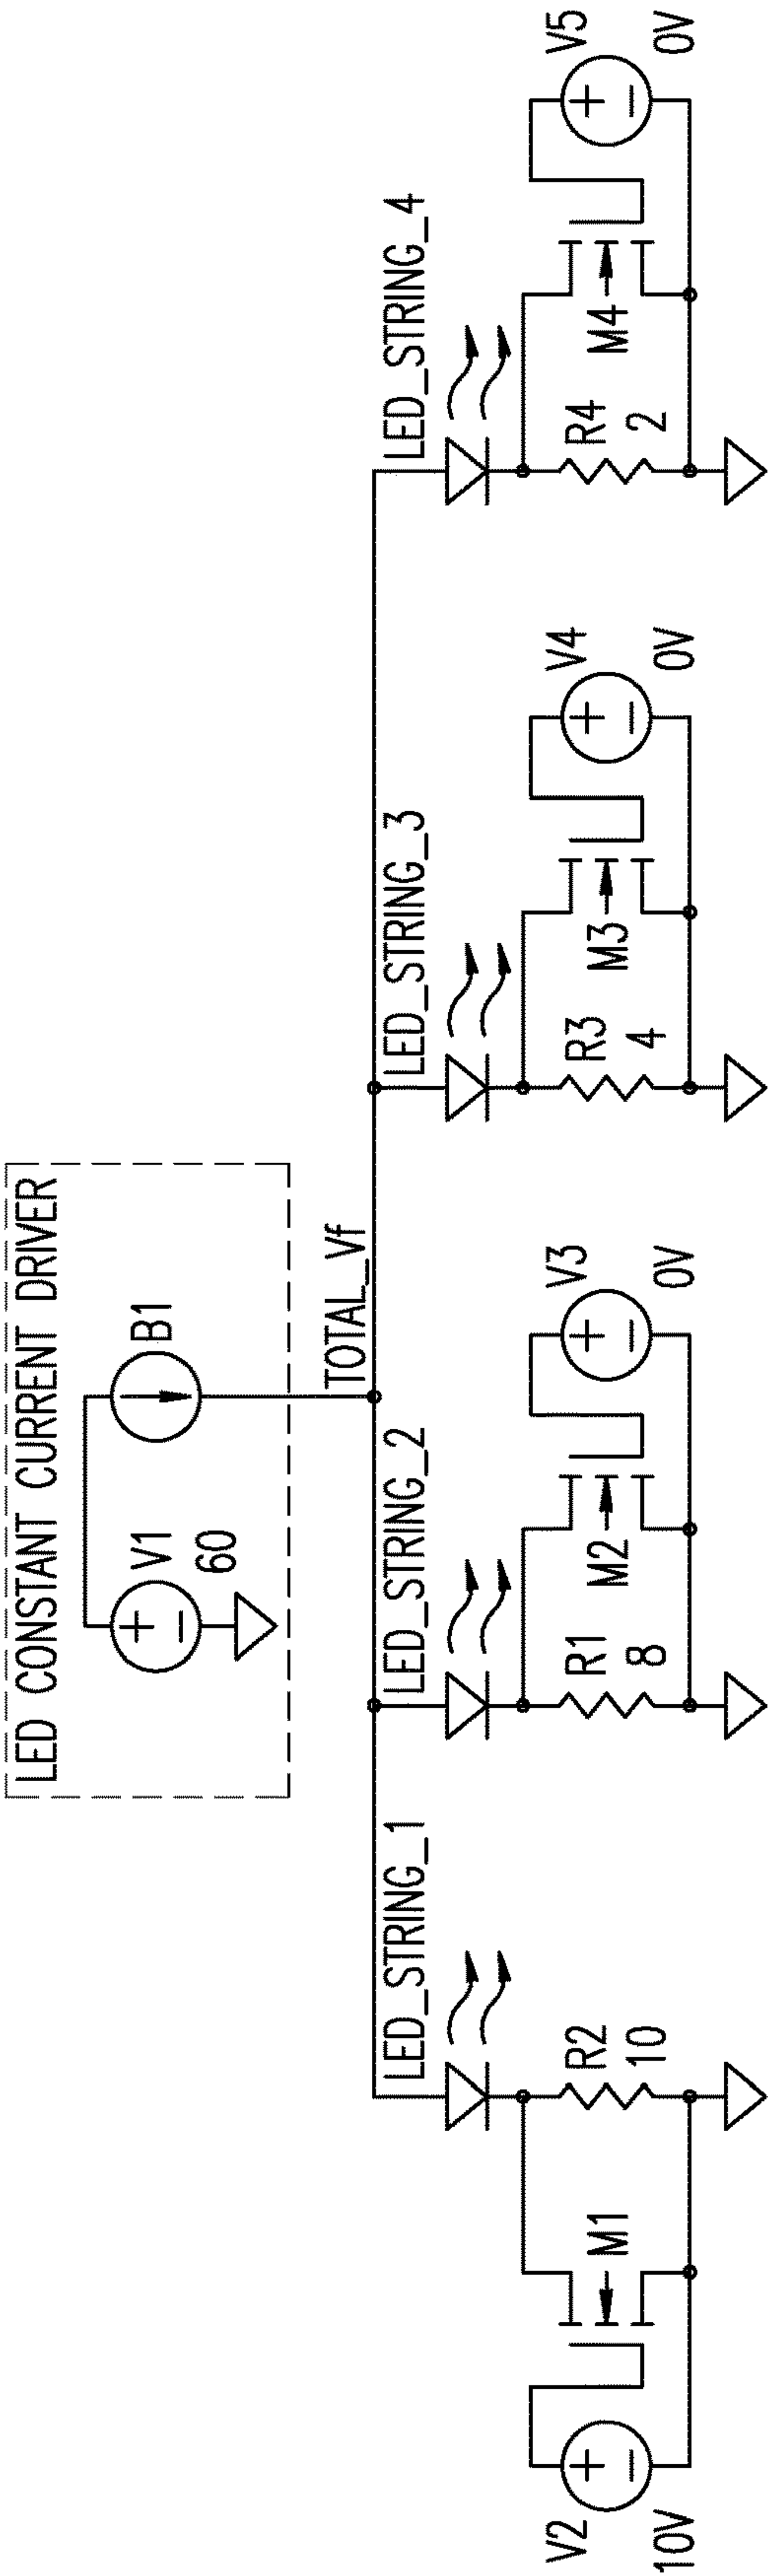 LED CONSTANT CURRENT DRIVER
V1
60
B1
TOTAL_Vf
LED_STRING_1
V2
10V
M1
R2
10
LED_STRING_2
R1
8
M2
V3
0V
LED_STRING_3
R3
4
M3
V4
0V
LED_STRING_4
R4
2
M4
V5
0V